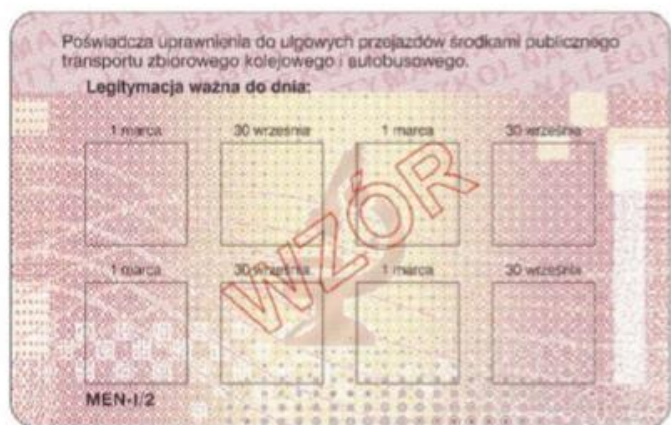 Poświadcza uprawnienia do ulgowych przejazdów środkami publicznego
transportu zbiorowego kolejowego i autobusowego.
Legitymacja ważna do dnia:
1 marca 30 września 1 marca 30 września
WZÓR
1 marca 30 września 1 marca 30 września
MEN-I/2